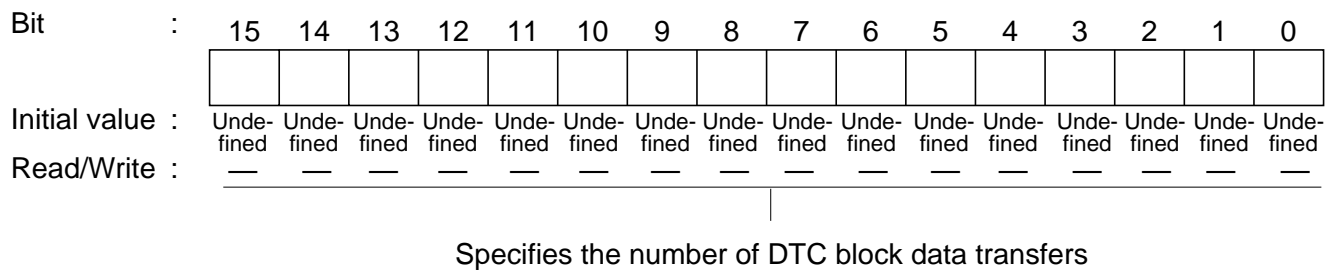 Bit : 15 14 13 12 11 10 9 8 7 6 5 4 3 2 1 0
Initial value : Unde- Unde- Unde- Unde- Unde- Unde- Unde- Unde- Unde- Unde- Unde- Unde- Unde- Unde- Unde- Unde-
fined fined fined fined fined fined fined fined fined fined fined fined fined fined fined fined
Read/Write : — — — — — — — — — — — — — — — —
Specifies the number of DTC block data transfers